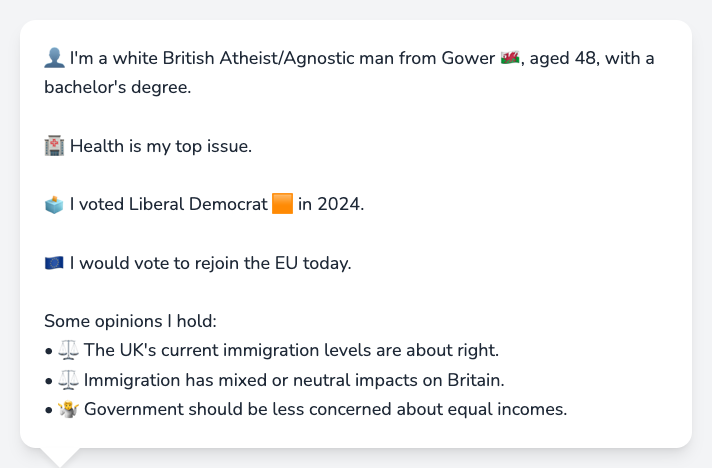 👤 I'm a white British Atheist/Agnostic man from Gower 🏴󠁧󠁢󠁷󠁬󠁳󠁿, aged 48, with a
bachelor's degree.
🏥 Health is my top issue.
🗳️ I voted Liberal Democrat 🟧 in 2024.
🇪🇺 I would vote to rejoin the EU today.
Some opinions I hold:
• ⚖️ The UK's current immigration levels are about right.
• ⚖️ Immigration has mixed or neutral impacts on Britain.
• 🤷 Government should be less concerned about equal incomes.